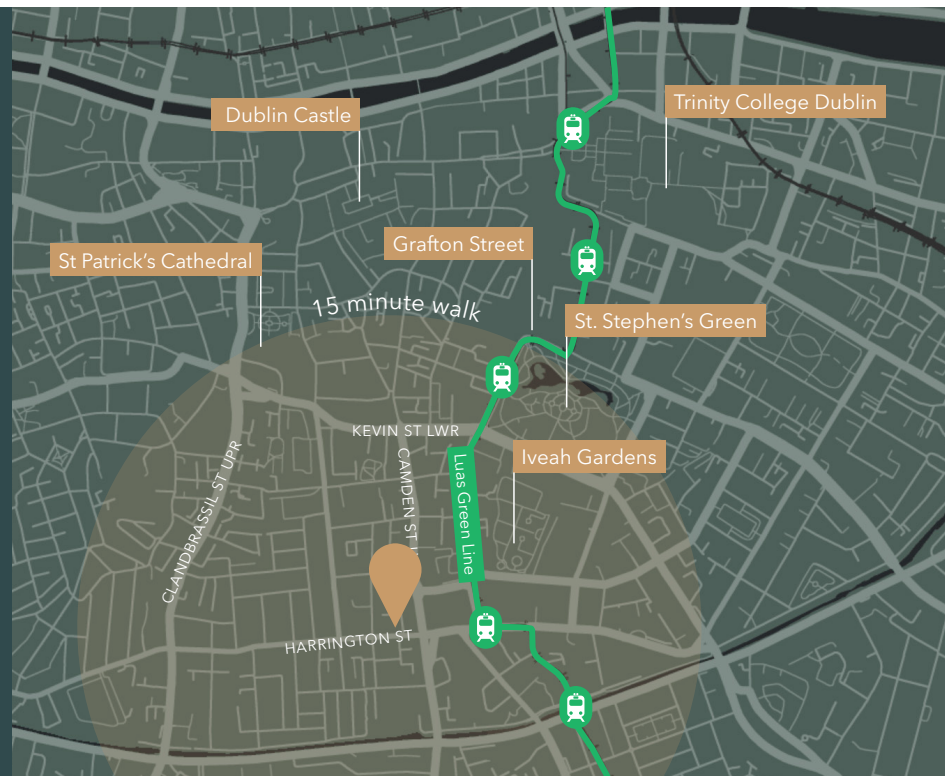 Trinity College Dublin
Dublin Castle
Grafton Street
St Patrick's Cathedral
15 minute walk
St. Stephen's Green
KEVIN ST LWR
Iveah Gardens
CLANDBRASSIL ST UPR
CAMDEN ST
Luas Green Line
HARRINGTON ST